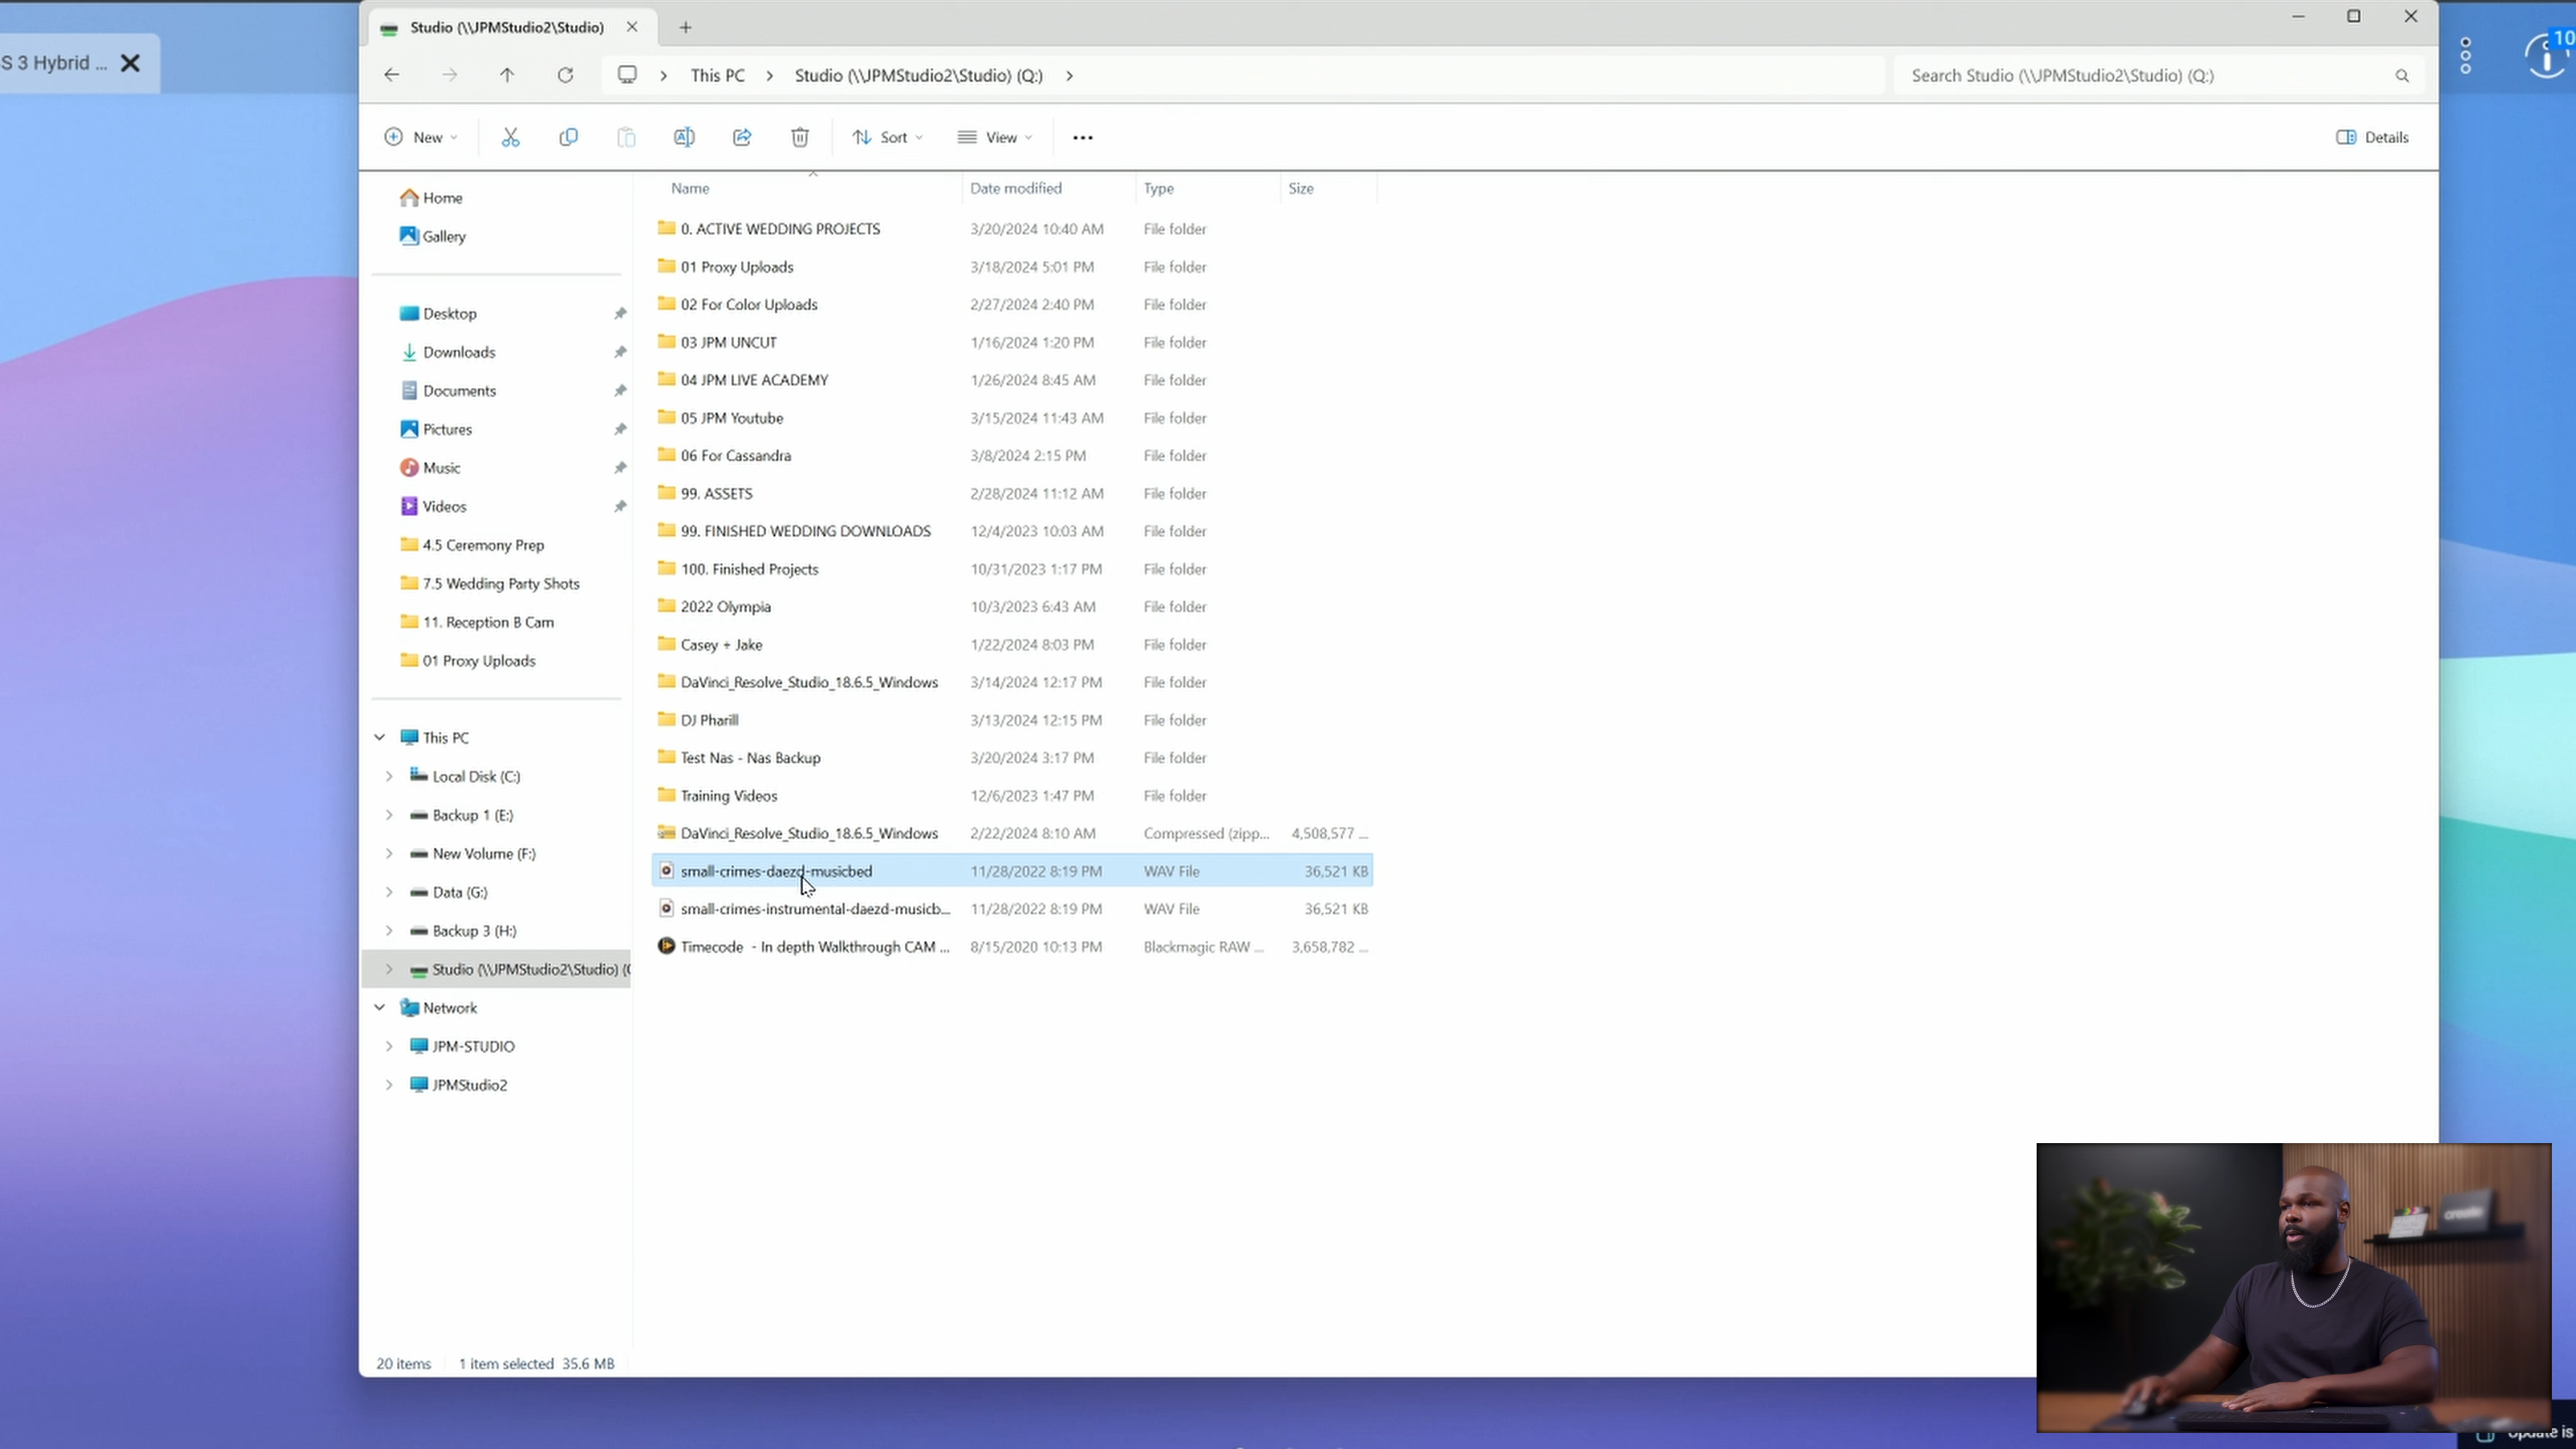 S 3 Hybrid ...
Studio (\\JPMStudio2\Studio)
10
This PC > Studio (\\JPMStudio2\Studio) (Q:) >
Search Studio (\\JPMStudio2\Studio) (Q:)
New
Sort
View
Details
Home
Gallery
Desktop
Downloads
Documents
Pictures
Music
Videos
4.5 Ceremony Prep
7.5 Wedding Party Shots
11. Reception B Cam
01 Proxy Uploads
This PC
Local Disk (C:)
Backup 1 (E:)
New Volume (F:)
Data (G:)
Backup 3 (H:)
Studio (\\JPMStudio2\Studio) (
Network
JPM-STUDIO
JPMStudio2
Name Date modified Type Size
0. ACTIVE WEDDING PROJECTS 3/20/2024 10:40 AM File folder
01 Proxy Uploads 3/18/2024 5:01 PM File folder
02 For Color Uploads 2/27/2024 2:40 PM File folder
03 JPM UNCUT 1/16/2024 1:20 PM File folder
04 JPM LIVE ACADEMY 1/26/2024 8:45 AM File folder
05 JPM Youtube 3/15/2024 11:43 AM File folder
06 For Cassandra 3/8/2024 2:15 PM File folder
99. ASSETS 2/28/2024 11:12 AM File folder
99. FINISHED WEDDING DOWNLOADS 12/4/2023 10:03 AM File folder
100. Finished Projects 10/31/2023 1:17 PM File folder
2022 Olympia 10/3/2023 6:43 AM File folder
Casey + Jake 1/22/2024 8:03 PM File folder
DaVinci_Resolve_Studio_18.6.5_Windows 3/14/2024 12:17 PM File folder
DJ Pharill 3/13/2024 12:15 PM File folder
Test Nas - Nas Backup 3/20/2024 3:17 PM File folder
Training Videos 12/6/2023 1:47 PM File folder
DaVinci_Resolve_Studio_18.6.5_Windows 2/22/2024 8:10 AM Compressed (zipp... 4,508,577 ...
small-crimes-daezd-musicbed 11/28/2022 8:19 PM WAV File 36,521 KB
small-crimes-instrumental-daezd-musicb... 11/28/2022 8:19 PM WAV File 36,521 KB
Timecode - In depth Walkthrough CAM ... 8/15/2020 10:13 PM Blackmagic RAW ... 3,658,782 ...
20 items 1 item selected 35.6 MB
create
Update is